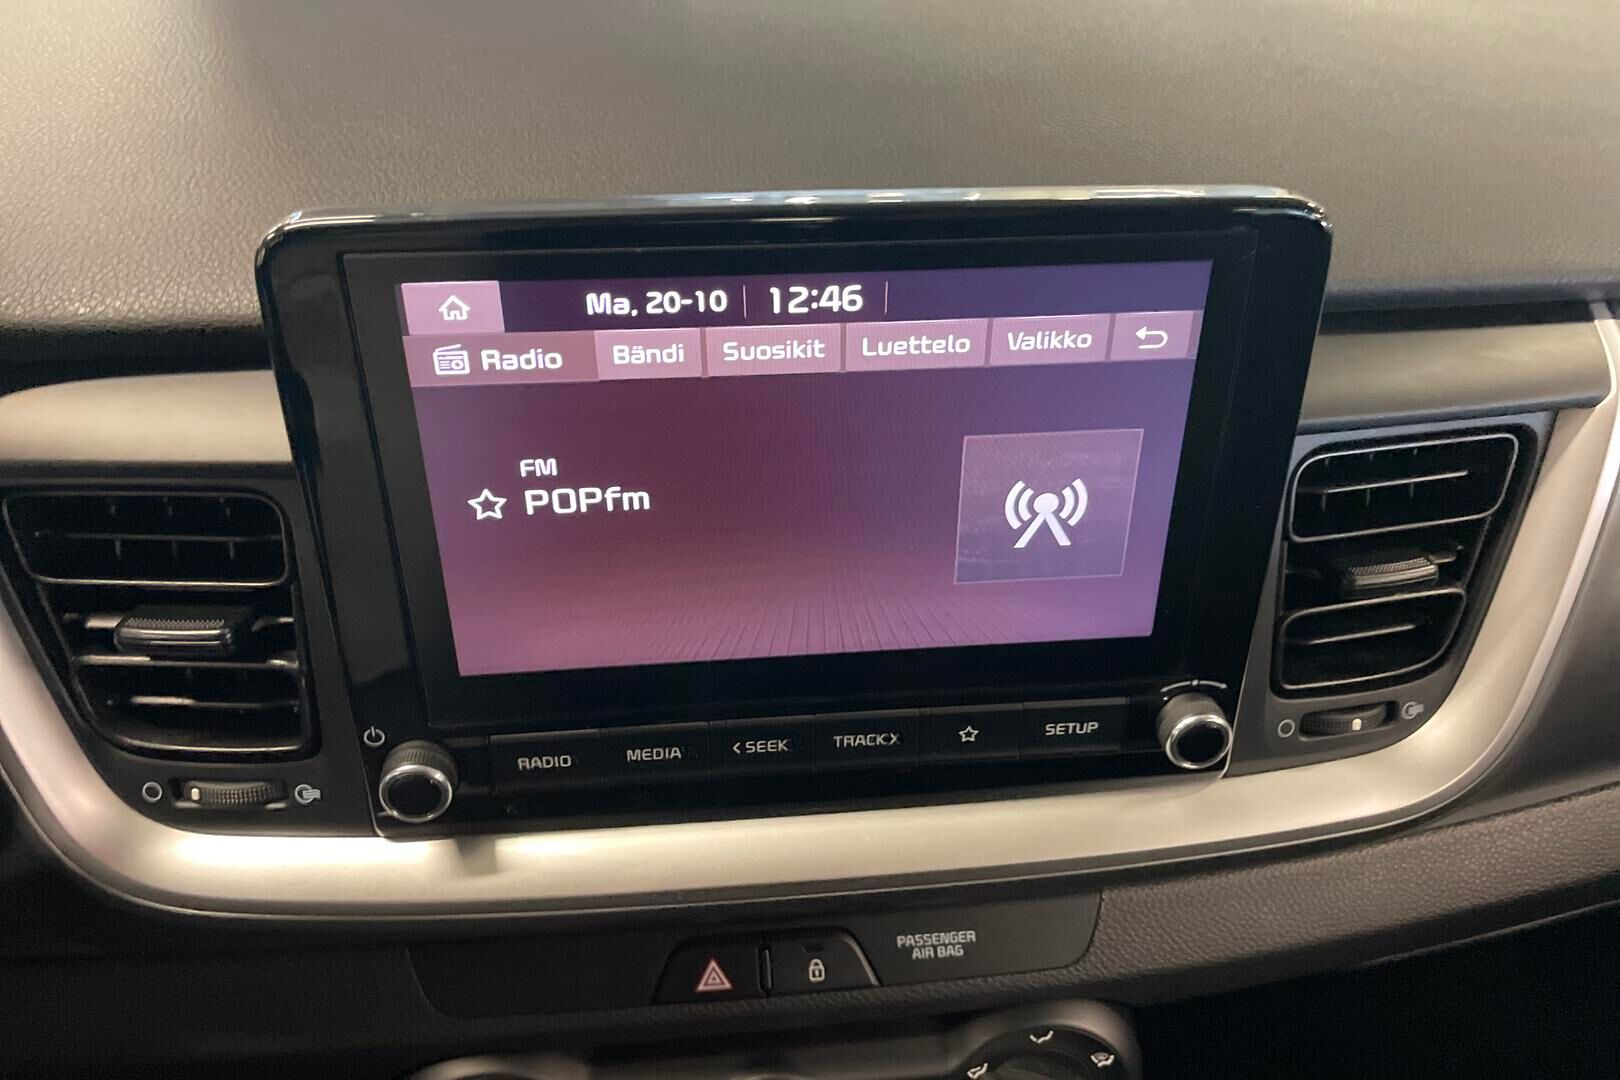 Ma, 20-10 12:46
Radio Bändi Suosikit Luettelo Valikko
FM
POPfm
RADIO MEDIA < SEEK TRACK > SETUP
PASSENGER
AIR BAG